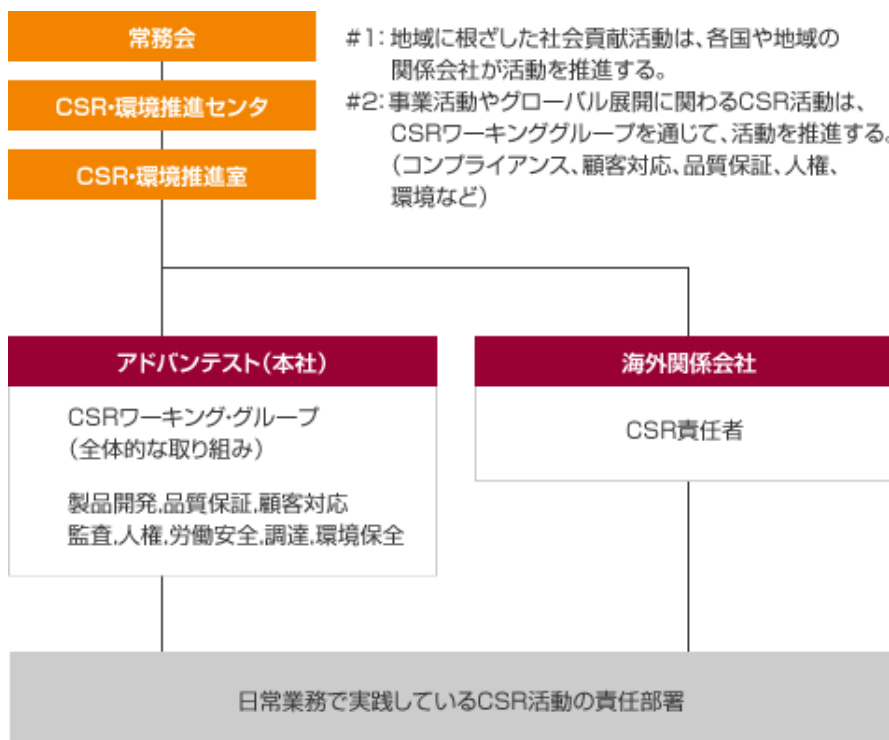 常務会
CSR・環境推進センタ
CSR・環境推進室
#1：地域に根ざした社会貢献活動は、各国や地域の
関係会社が活動を推進する。
#2：事業活動やグローバル展開に関わるCSR活動は、
CSRワーキンググループを通じて、活動を推進する。
（コンプライアンス、顧客対応、品質保証、人権、
環境など）
アドバンテスト（本社）
CSRワーキング・グループ
（全体的な取り組み）
製品開発,品質保証,顧客対応
監査,人権,労働安全,調達,環境保全
海外関係会社
CSR責任者
日常業務で実践しているCSR活動の責任部署